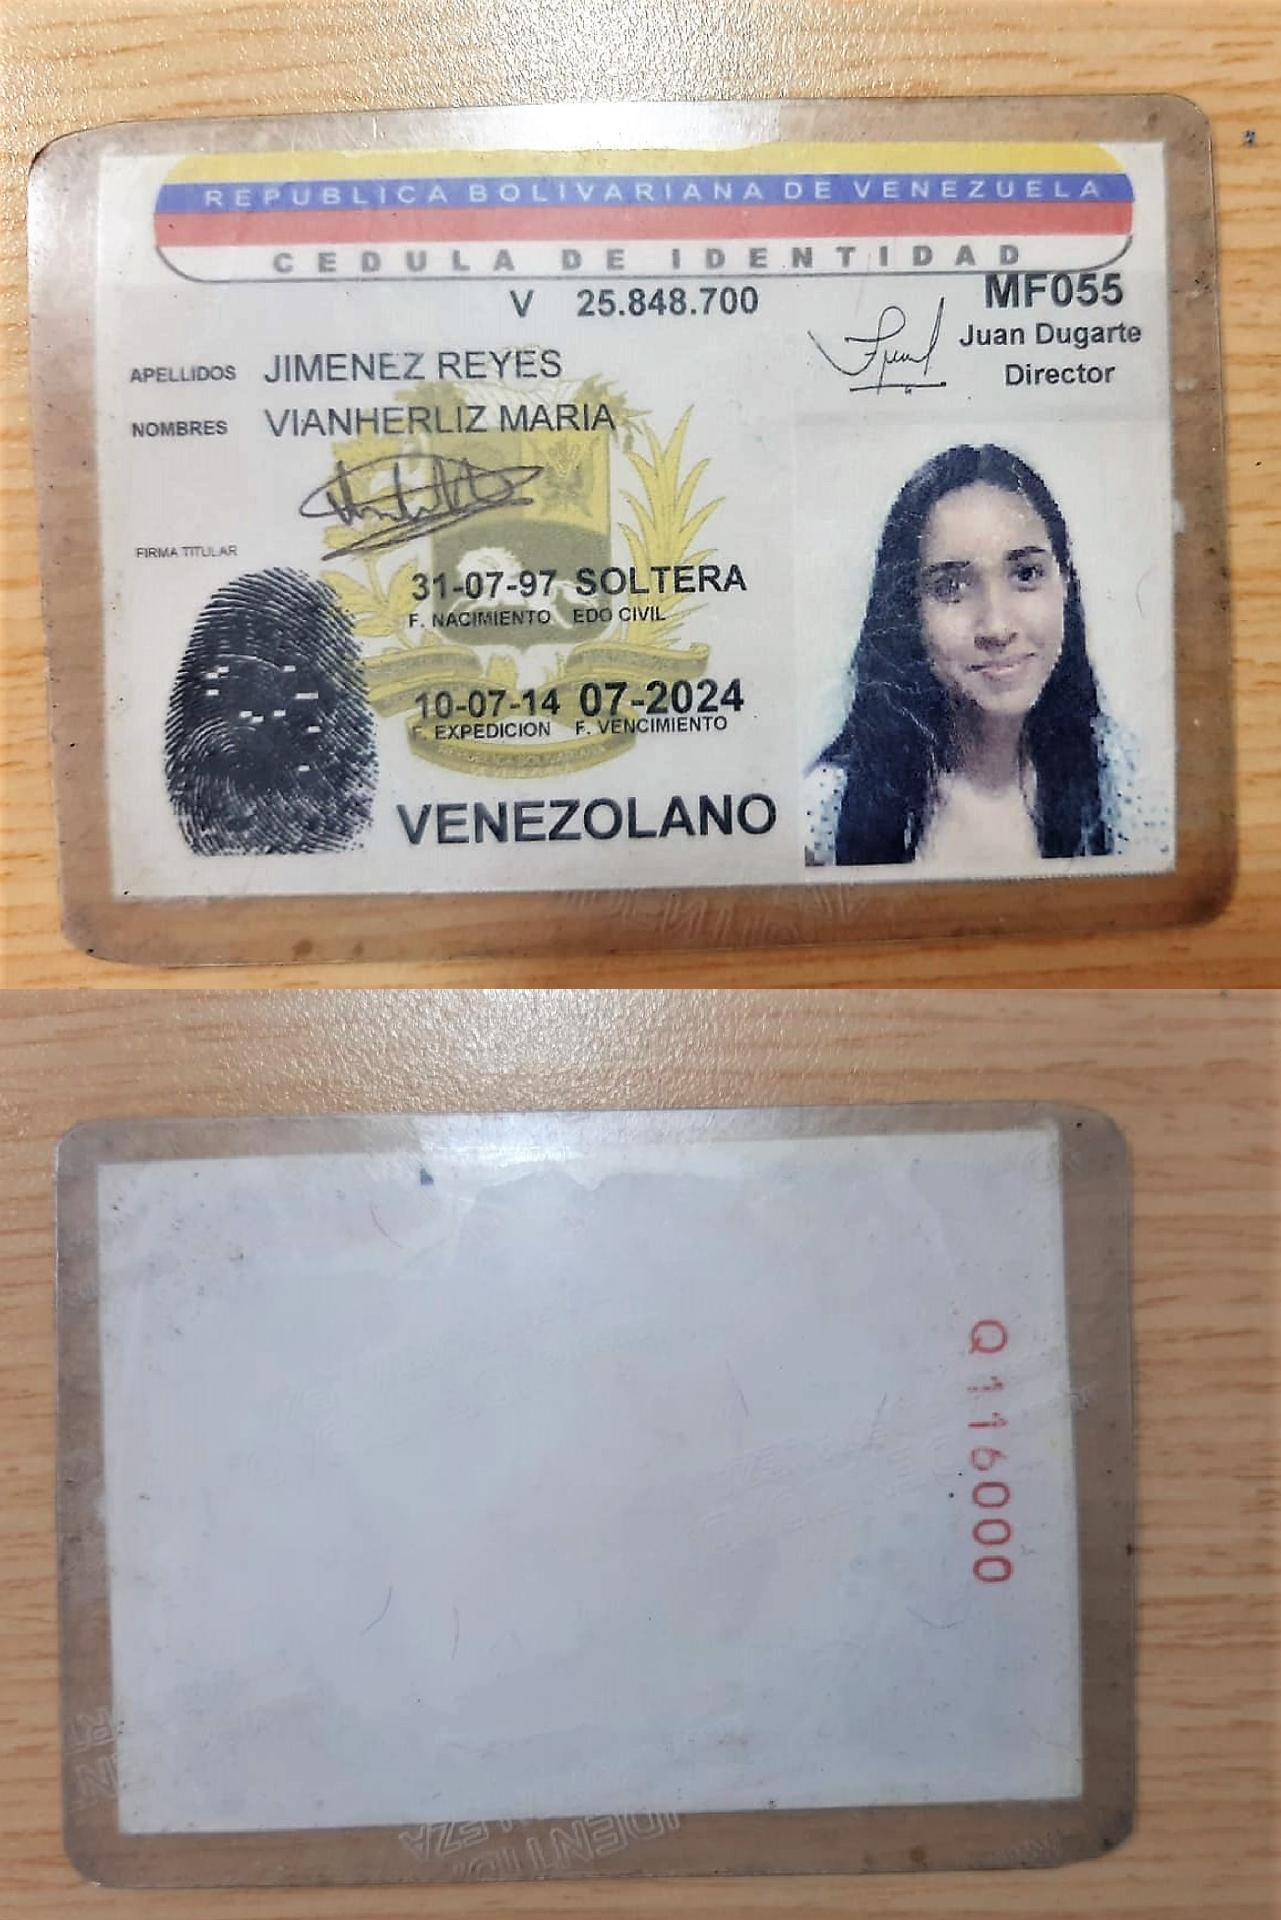 REPUBLICA BOLIVARIANA DE VENEZUELA
CEDULA DE IDENTIDAD
V 25.848.700
MF055
Juan Dugarte
Director
APELLIDOS JIMENEZ REYES
NOMBRES VIANHERLIZ MARIA
FIRMA TITULAR
31-07-97 SOLTERA
F. NACIMIENTO EDO CIVIL
10-07-14 07-2024
F. EXPEDICION F. VENCIMIENTO
VENEZOLANO
Q116000